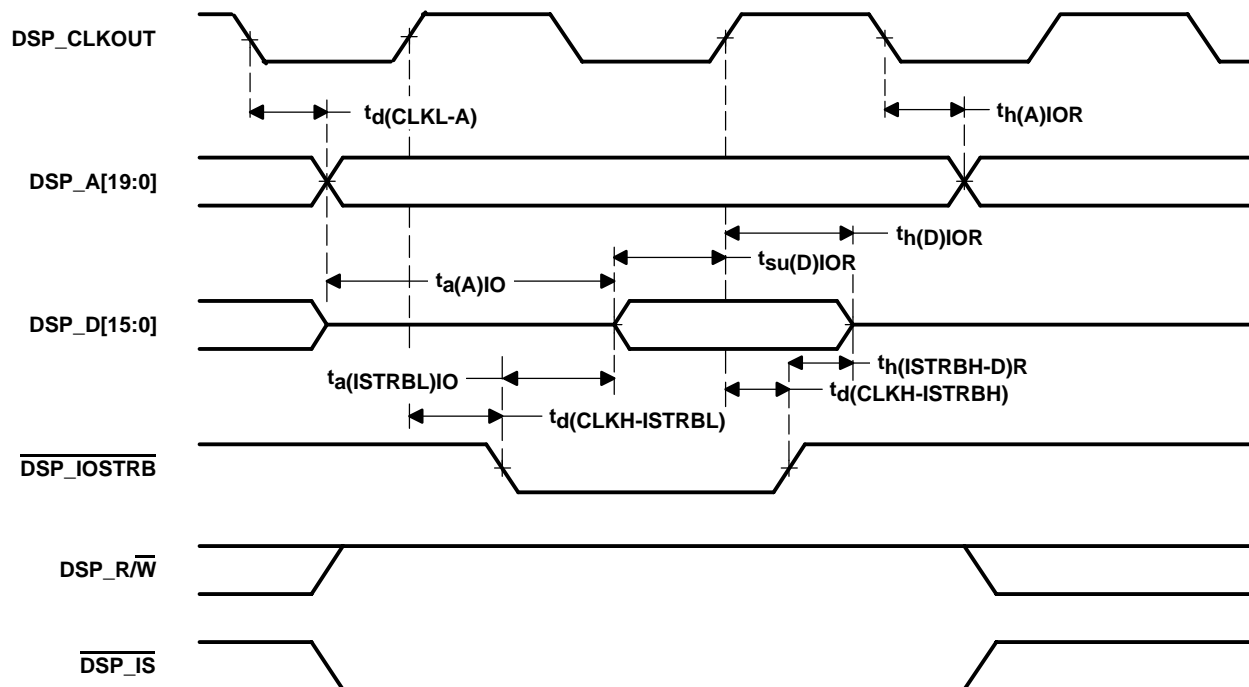 DSP_CLKOUT
td(CLKL-A)
th(A)IOR
DSP_A[19:0]
th(D)IOR
tsu(D)IOR
ta(A)IO
DSP_D[15:0]
th(ISTRBH-D)R
ta(ISTRBL)IO
td(CLKH-ISTRBH)
td(CLKH-ISTRBL)
DSP_IOSTRB
DSP_R/W
DSP_IS